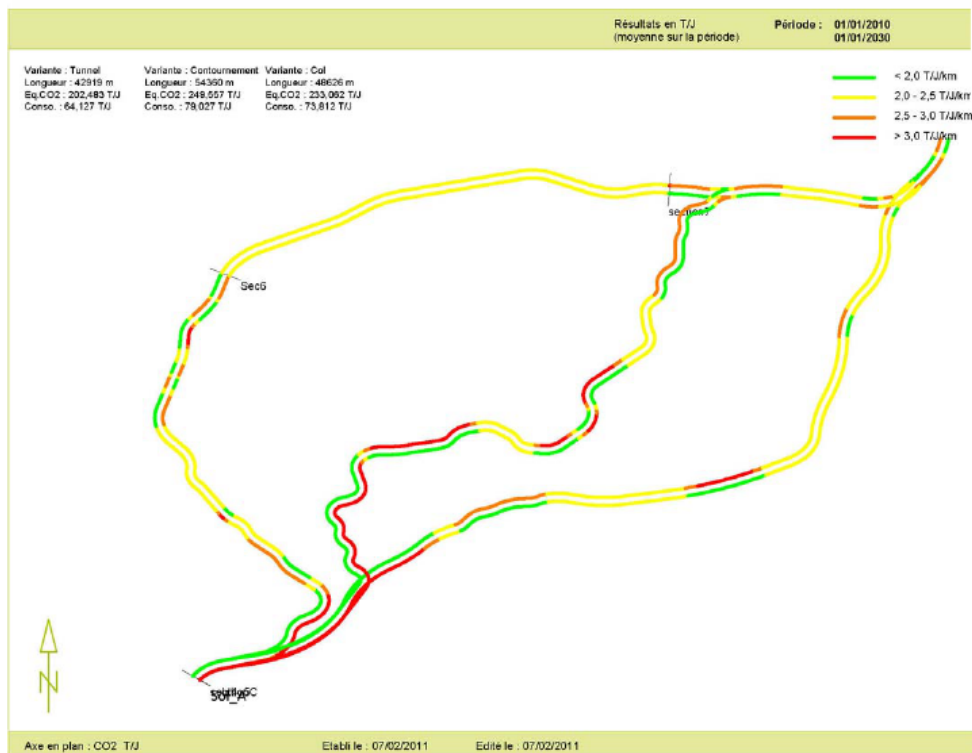 Résultats en T/J
(moyenne sur la période)
Période : 01/01/2010
01/01/2030
Variante : Tunnel
Longueur : 42919 m
Eq.CO2 : 202,483 T/J
Conso. : 64,127 T/J
Variante : Contournement
Longueur : 54360 m
Eq.CO2 : 249,557 T/J
Conso. : 79,027 T/J
Variante : Col
Longueur : 48626 m
Eq.CO2 : 233,062 T/J
Conso. : 73,812 T/J
< 2,0 T/J/km
2,0 - 2,5 T/J/km
2,5 - 3,0 T/J/km
> 3,0 T/J/km
Sec6
N
Axe en plan : CO2 T/J
Etabli le : 07/02/2011
Edité le : 07/02/2011